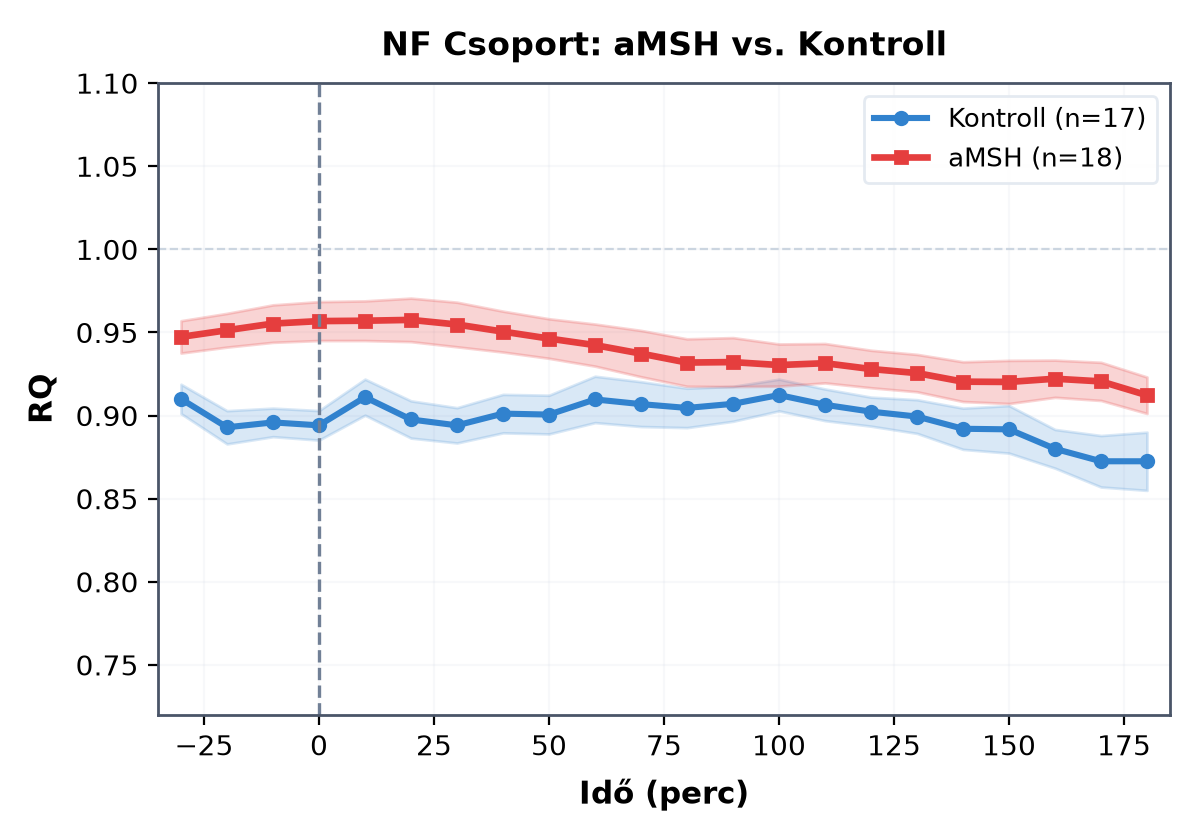 NF Csoport: aMSH vs. Kontroll
Kontroll (n=17)
aMSH (n=18)
RQ
1.10
1.05
1.00
0.95
0.90
0.85
0.80
0.75
−25 0 25 50 75 100 125 150 175
Idő (perc)